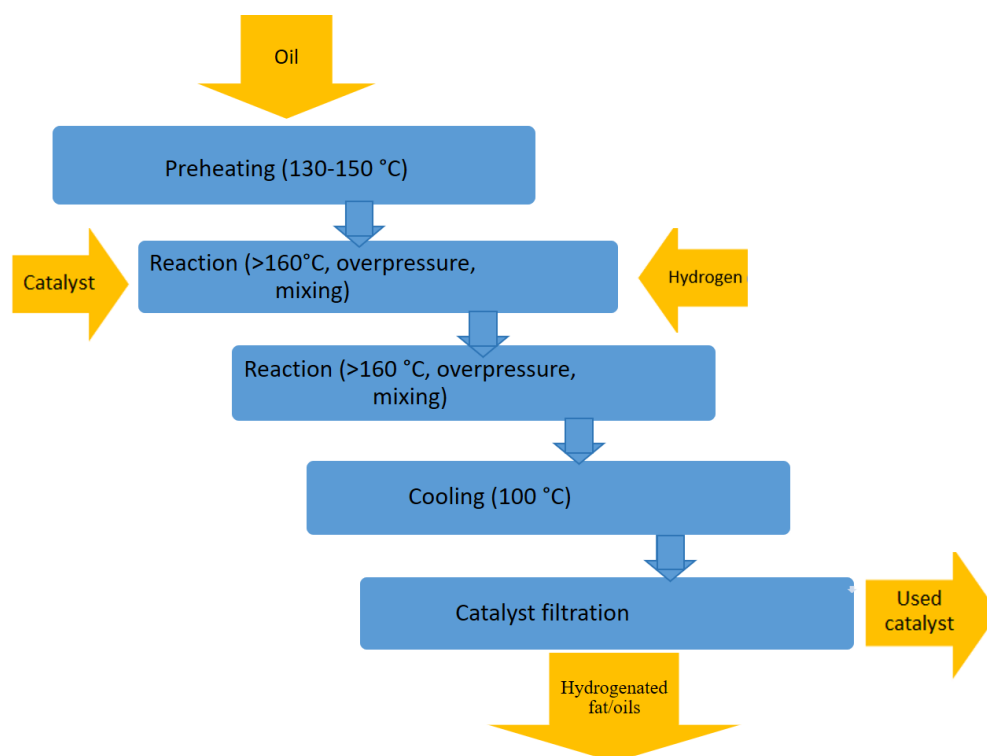 Oil
Preheating (130-150 °C)
Reaction (>160°C, overpressure,
mixing)
Catalyst
Hydrogen
Reaction (>160 °C, overpressure,
mixing)
Cooling (100 °C)
Catalyst filtration
Used
catalyst
Hydrogenated
fat/oils